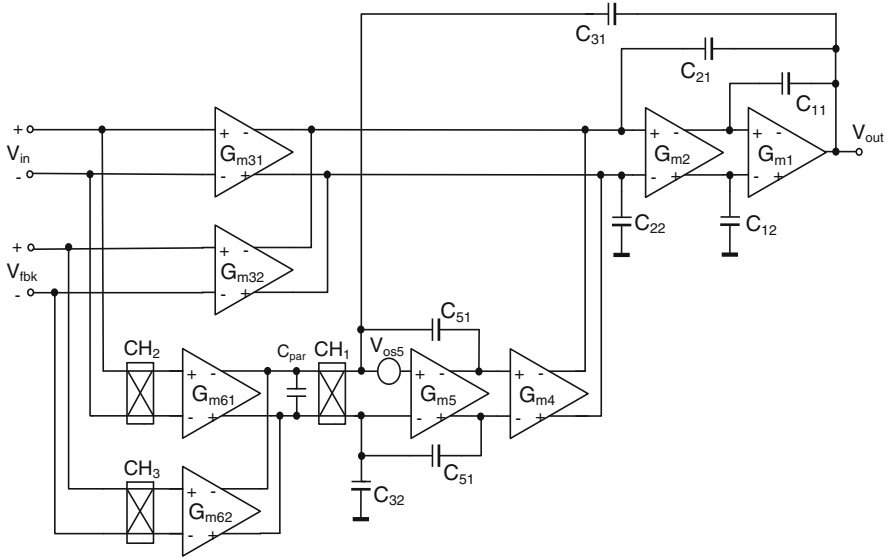 C31
C21
C11
+
Vin
-
+ -
Gm31
- +
+ -
Gm2
- +
-
Gm1
+
Vout
C22
C12
+
Vfbk
-
+ -
Gm32
- +
C51
CH2
Cpar
CH1
Vos5
+ -
Gm61
- +
+ -
Gm5
- +
+ -
Gm4
- +
C51
CH3
C32
+ -
Gm62
- +